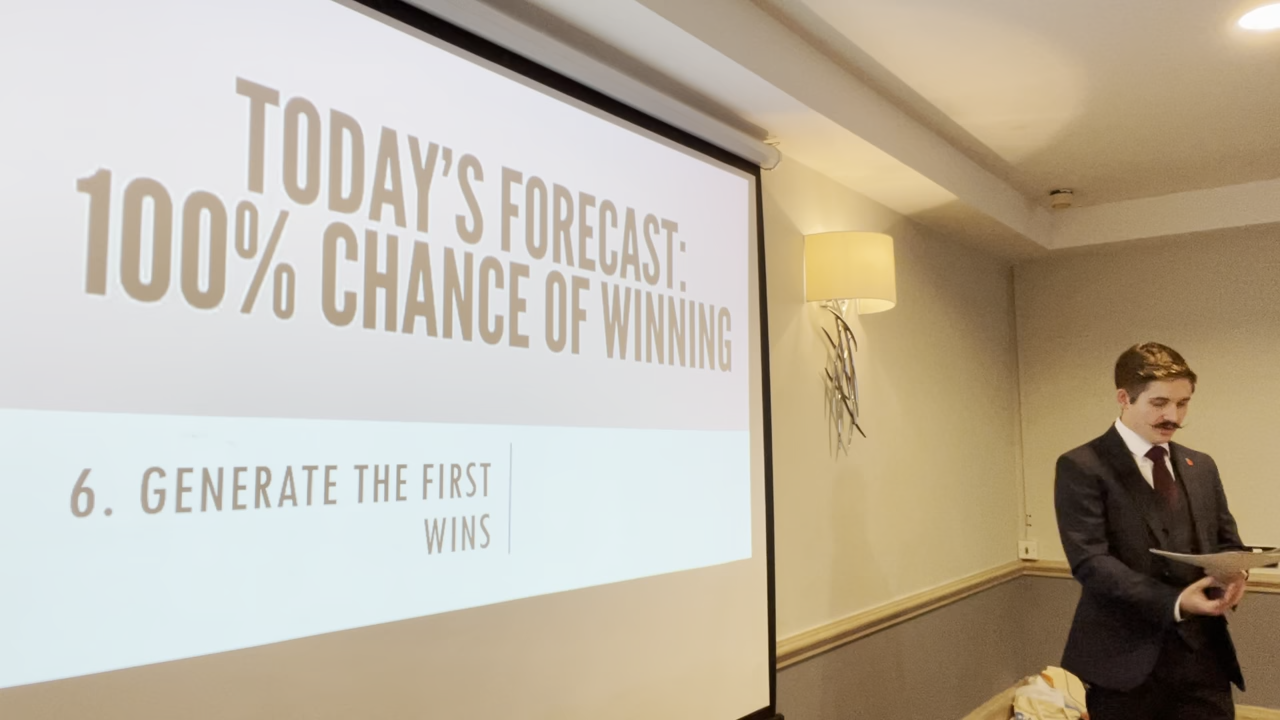 TODAY'S FORECAST:
100% CHANCE OF WINNING
6. GENERATE THE FIRST
WINS